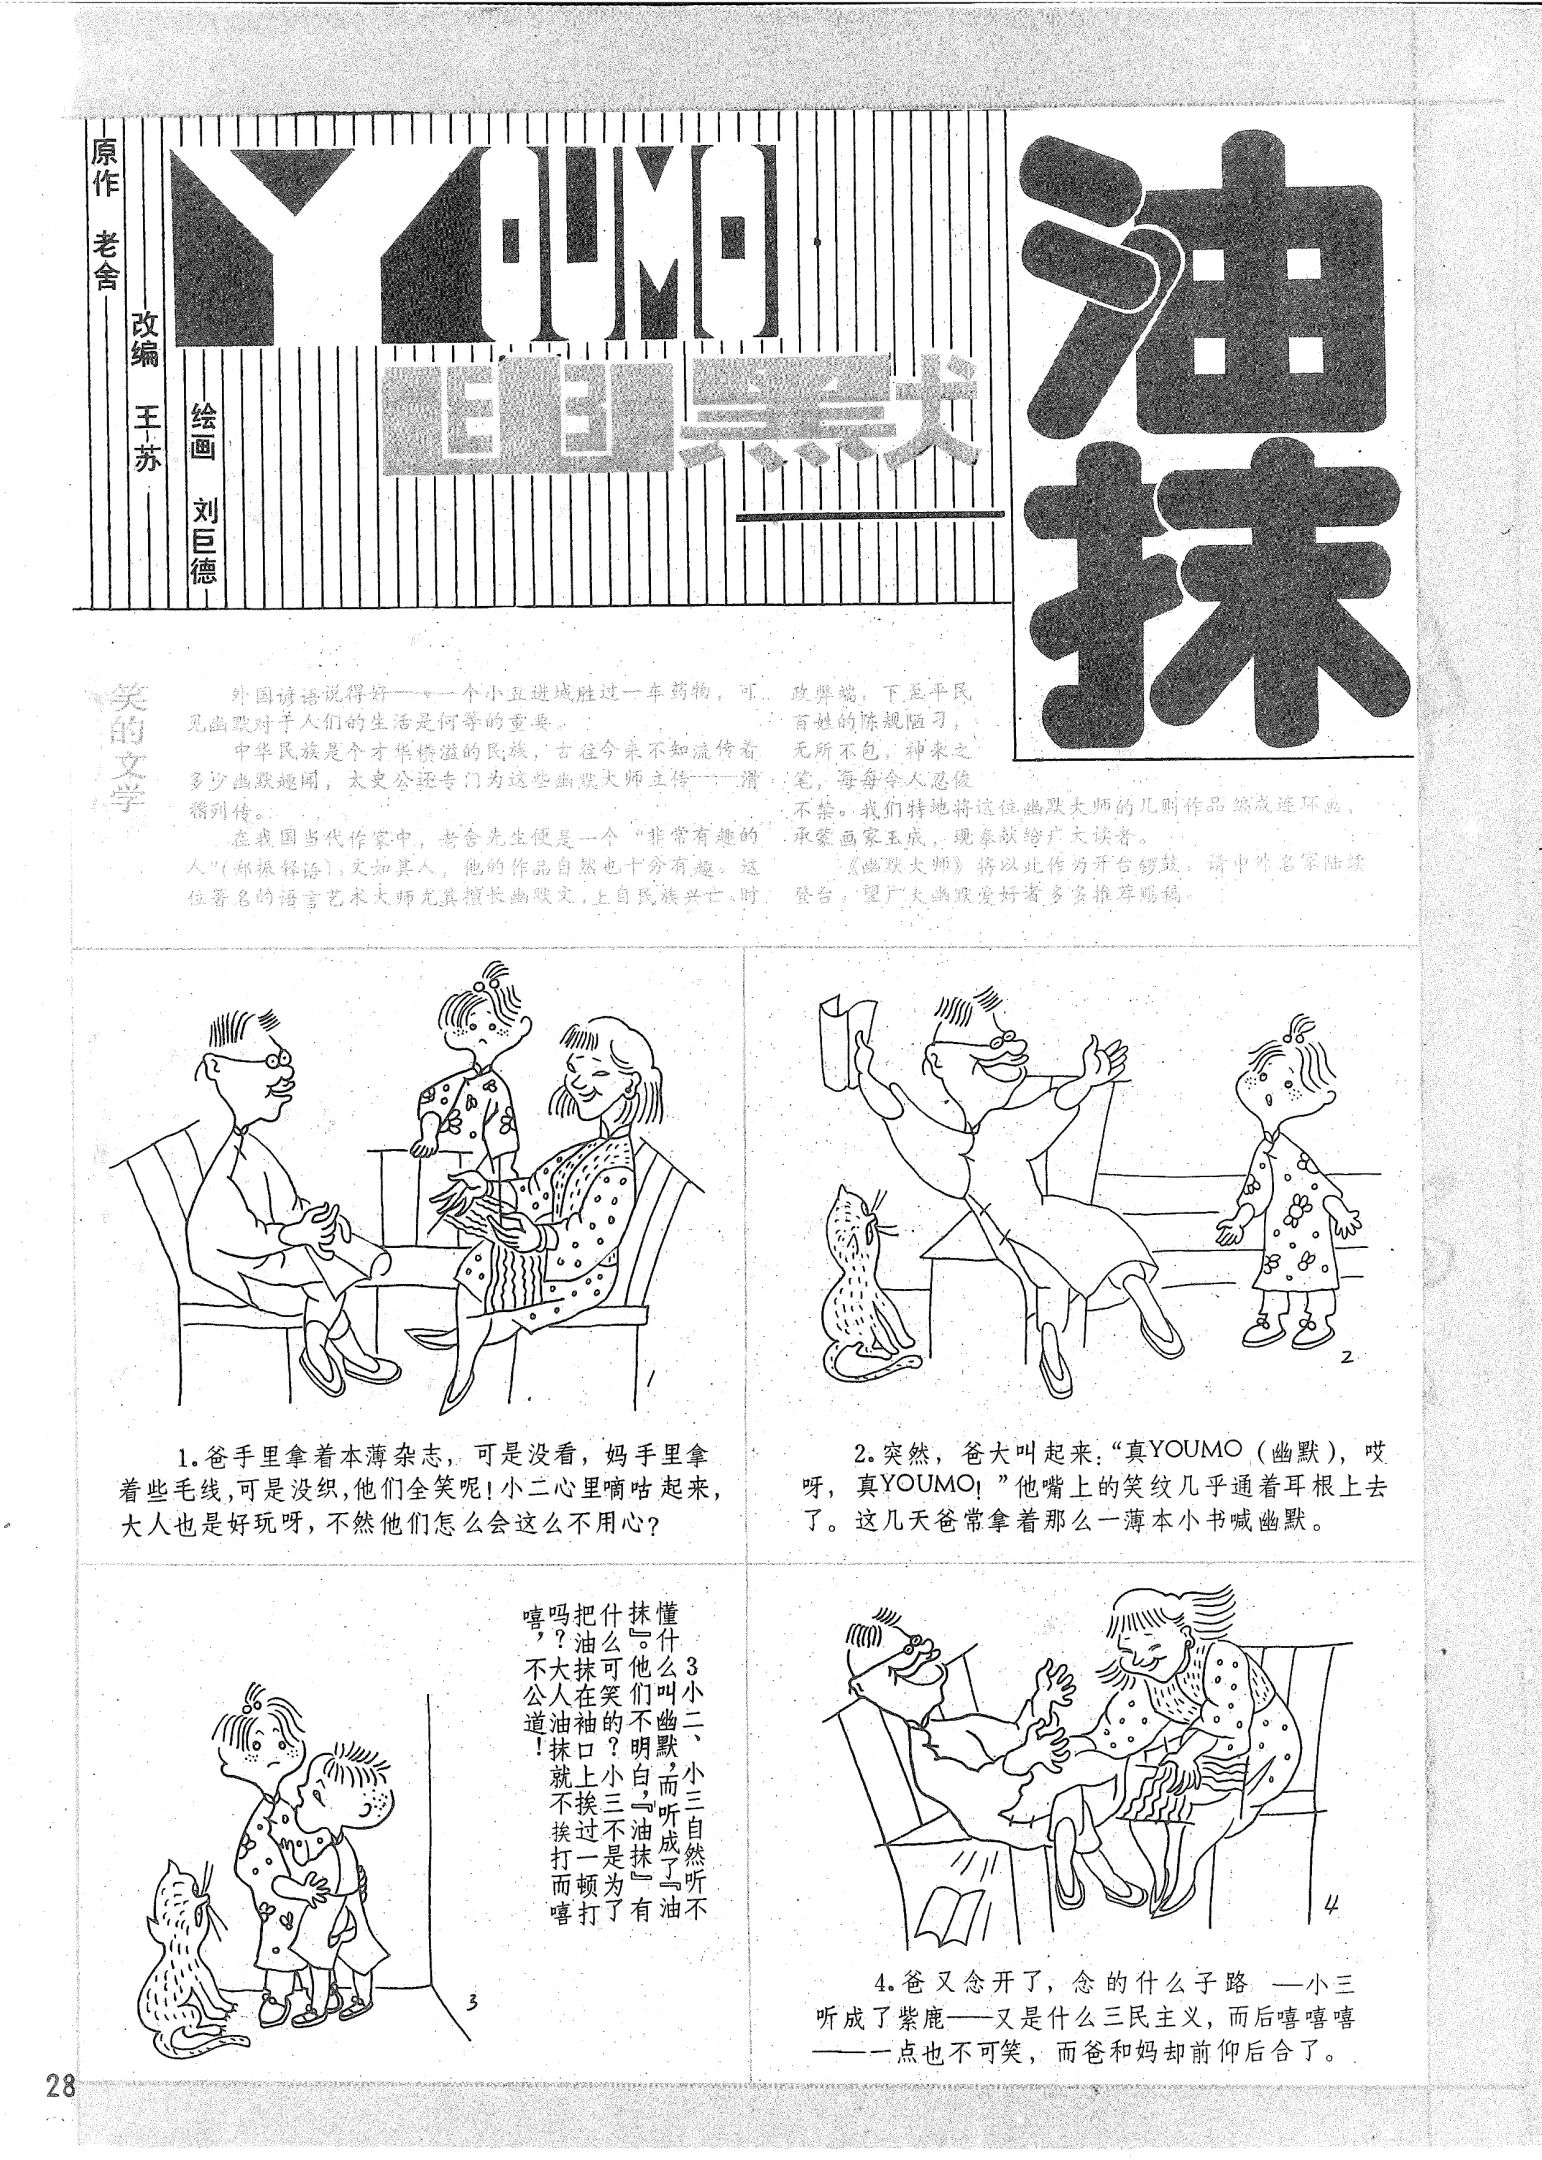 油抹
YOUMO
幽默
原作 老舍
改编 王苏
绘画 刘巨德
笑的文学
外国谚语说得好——一个小丑进城胜过一车药物，可
见幽默对于人们的生活是何等的重要。
中华民族是个才华横溢的民族，古往今来不知流传着
多少幽默趣闻，太史公还专门为这些幽默大师立传——滑
稽列传。
在我国当代作家中，老舍先生便是一个“非常有趣的
人”（郑振铎语），文如其人，他的作品自然也十分有趣。这
位著名的语言艺术大师尤其擅长幽默文，上自民族兴亡、时
政弊端，下至平民
百姓的陈规陋习，
无所不包，神来之
笔，每每令人忍俊
不禁。我们特地将这位幽默大师的几则作品编成连环画，
承蒙画家玉成，现奉献给广大读者。
《幽默大师》将以此作为开台锣鼓，请中外名家陆续
登台，望广大幽默爱好者多多推荐赐稿。
1
1.爸手里拿着本薄杂志，可是没看，妈手里拿
着些毛线，可是没织，他们全笑呢！小二心里嘀咕起来，
大人也是好玩呀，不然他们怎么会这么不用心？
2
2.突然，爸大叫起来：“真YOUMO（幽默），哎
呀，真YOUMO！”他嘴上的笑纹几乎通着耳根上去
了。这几天爸常拿着那么一薄本小书喊幽默。
3小二、小三自然听不
懂什么叫幽默，而听成了『油
抹』。他们不明白，『油抹』有
什么可笑的？小三不是为了
把油抹在袖口上挨过一顿打
吗？大人油抹就不挨打而嘻
嘻，不公道！
3
4
4.爸又念开了，念的什么子路——小三
听成了紫鹿——又是什么三民主义，而后嘻嘻嘻
——一点也不可笑，而爸和妈却前仰后合了。
28